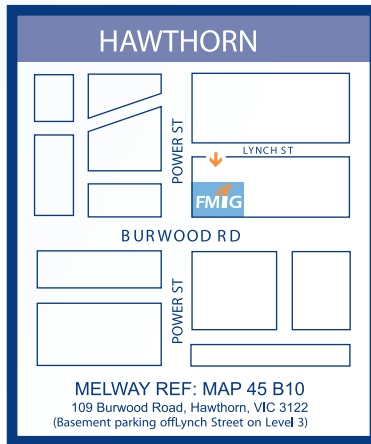 HAWTHORN
POWER ST
LYNCH ST
FMIG
BURWOOD RD
POWER ST
MELWAY REF: MAP 45 B10
109 Burwood Road, Hawthorn, VIC 3122
(Basement parking offLynch Street on Level 3)